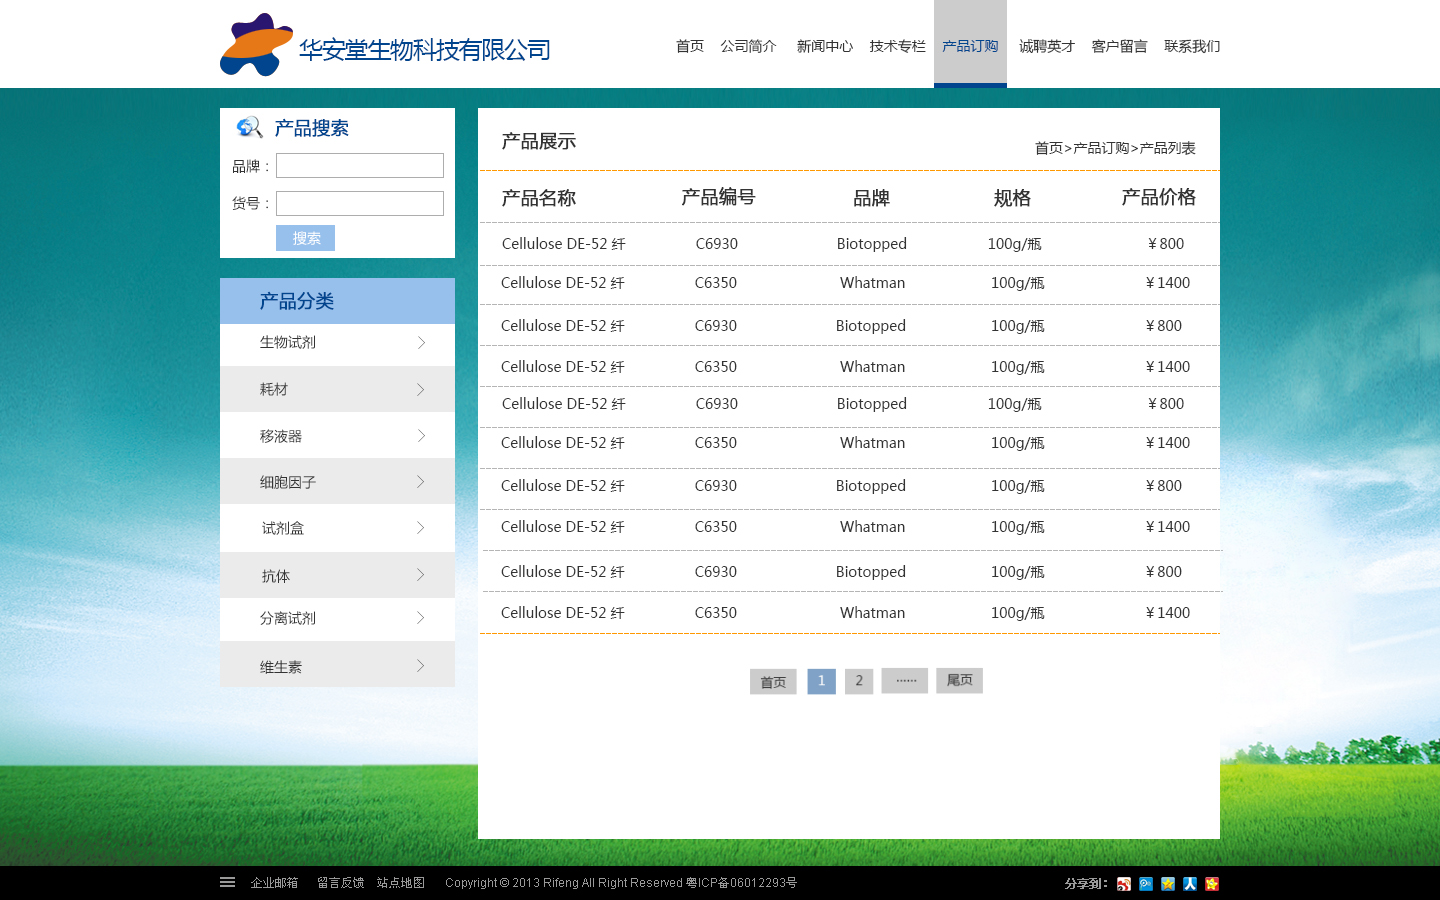 华安堂生物科技有限公司
首页 公司简介 新闻中心 技术专栏 产品订购 诚聘英才 客户留言 联系我们
产品搜索
品牌：
货号：
搜索
产品分类
生物试剂
耗材
移液器
细胞因子
试剂盒
抗体
分离试剂
维生素
产品展示
首页>产品订购>产品列表
产品名称 产品编号 品牌 规格 产品价格
Cellulose DE-52 纤 C6930 Biotopped 100g/瓶 ￥800
Cellulose DE-52 纤 C6350 Whatman 100g/瓶 ￥1400
Cellulose DE-52 纤 C6930 Biotopped 100g/瓶 ￥800
Cellulose DE-52 纤 C6350 Whatman 100g/瓶 ￥1400
Cellulose DE-52 纤 C6930 Biotopped 100g/瓶 ￥800
Cellulose DE-52 纤 C6350 Whatman 100g/瓶 ￥1400
Cellulose DE-52 纤 C6930 Biotopped 100g/瓶 ￥800
Cellulose DE-52 纤 C6350 Whatman 100g/瓶 ￥1400
Cellulose DE-52 纤 C6930 Biotopped 100g/瓶 ￥800
Cellulose DE-52 纤 C6350 Whatman 100g/瓶 ￥1400
首页 1 2 ...... 尾页
企业邮箱 留言反馈 站点地图 Copyright © 2013 Rifeng All Right Reserved 粤ICP备06012293号
分享到：